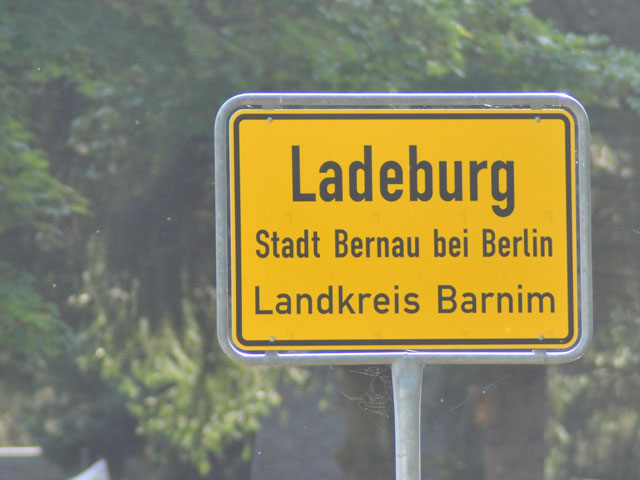 Ladeburg
Stadt Bernau bei Berlin
Landkreis Barnim